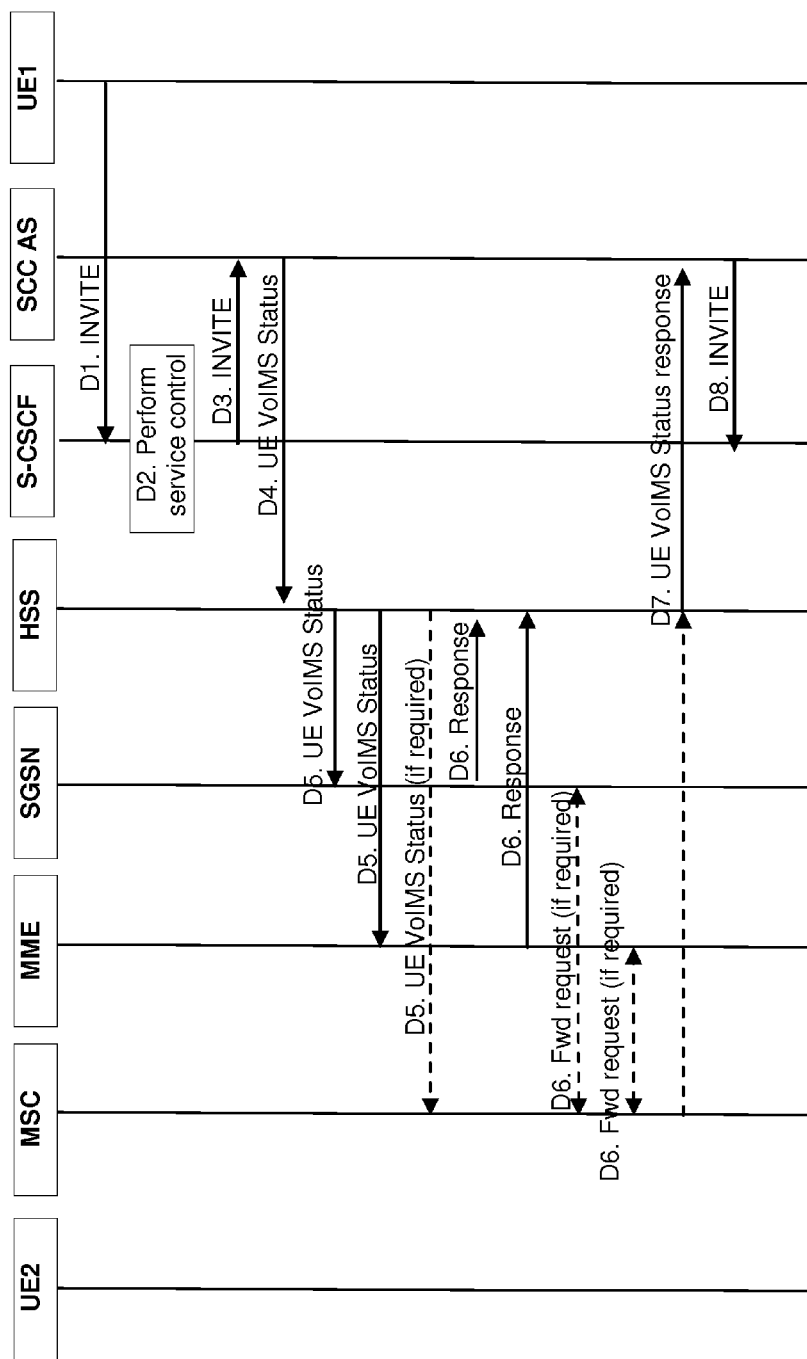 UE2
MSC
MME
SGSN
HSS
S-CSCF
SCC AS
UE1
D1. INVITE
D2. Perform
service control
D3. INVITE
D4. UE VoIMS Status
D5. UE VoIMS Status
D5. UE VoIMS Status
D5. UE VoIMS Status (if required)
D6. Response
D6. Response
D6. Fwd request (if required)
D6. Fwd request (if required)
D7. UE VoIMS Status response
D8. INVITE